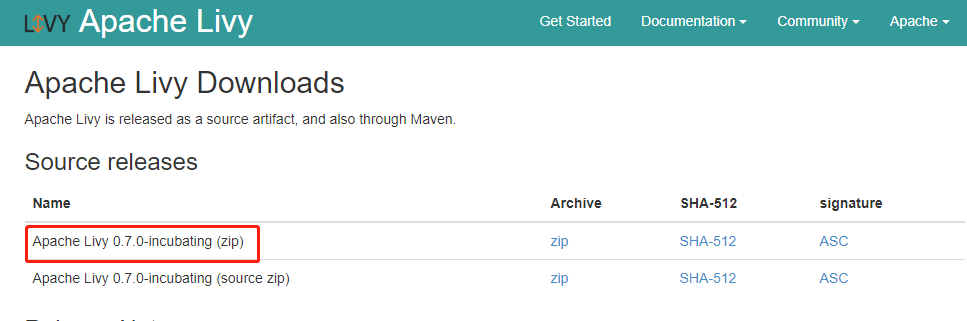 LIVY Apache Livy Get Started Documentation Community Apache
Apache Livy Downloads
Apache Livy is released as a source artifact, and also through Maven.
Source releases
Name Archive SHA-512 signature
Apache Livy 0.7.0-incubating (zip) zip SHA-512 ASC
Apache Livy 0.7.0-incubating (source zip) zip SHA-512 ASC